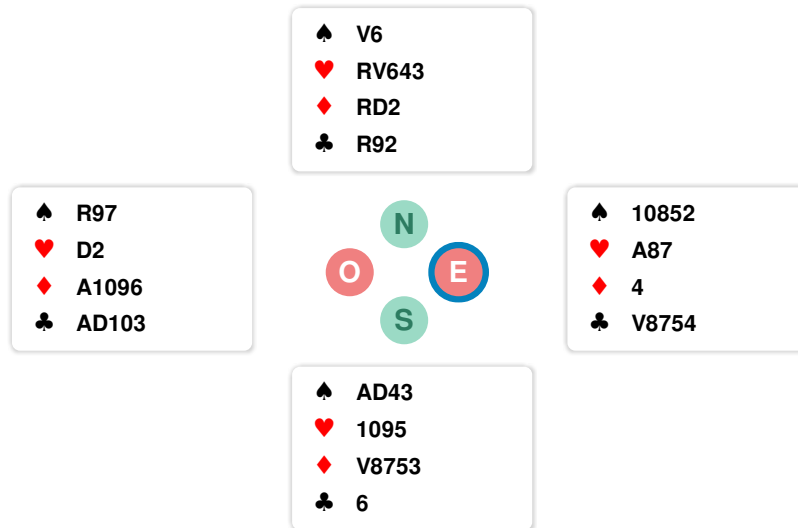 ♠ V6
♥ RV643
♦ RD2
♣ R92
♠ R97
♥ D2
♦ A1096
♣ AD103
N
O
E
S
♠ 10852
♥ A87
♦ 4
♣ V8754
♠ AD43
♥ 1095
♦ V8753
♣ 6